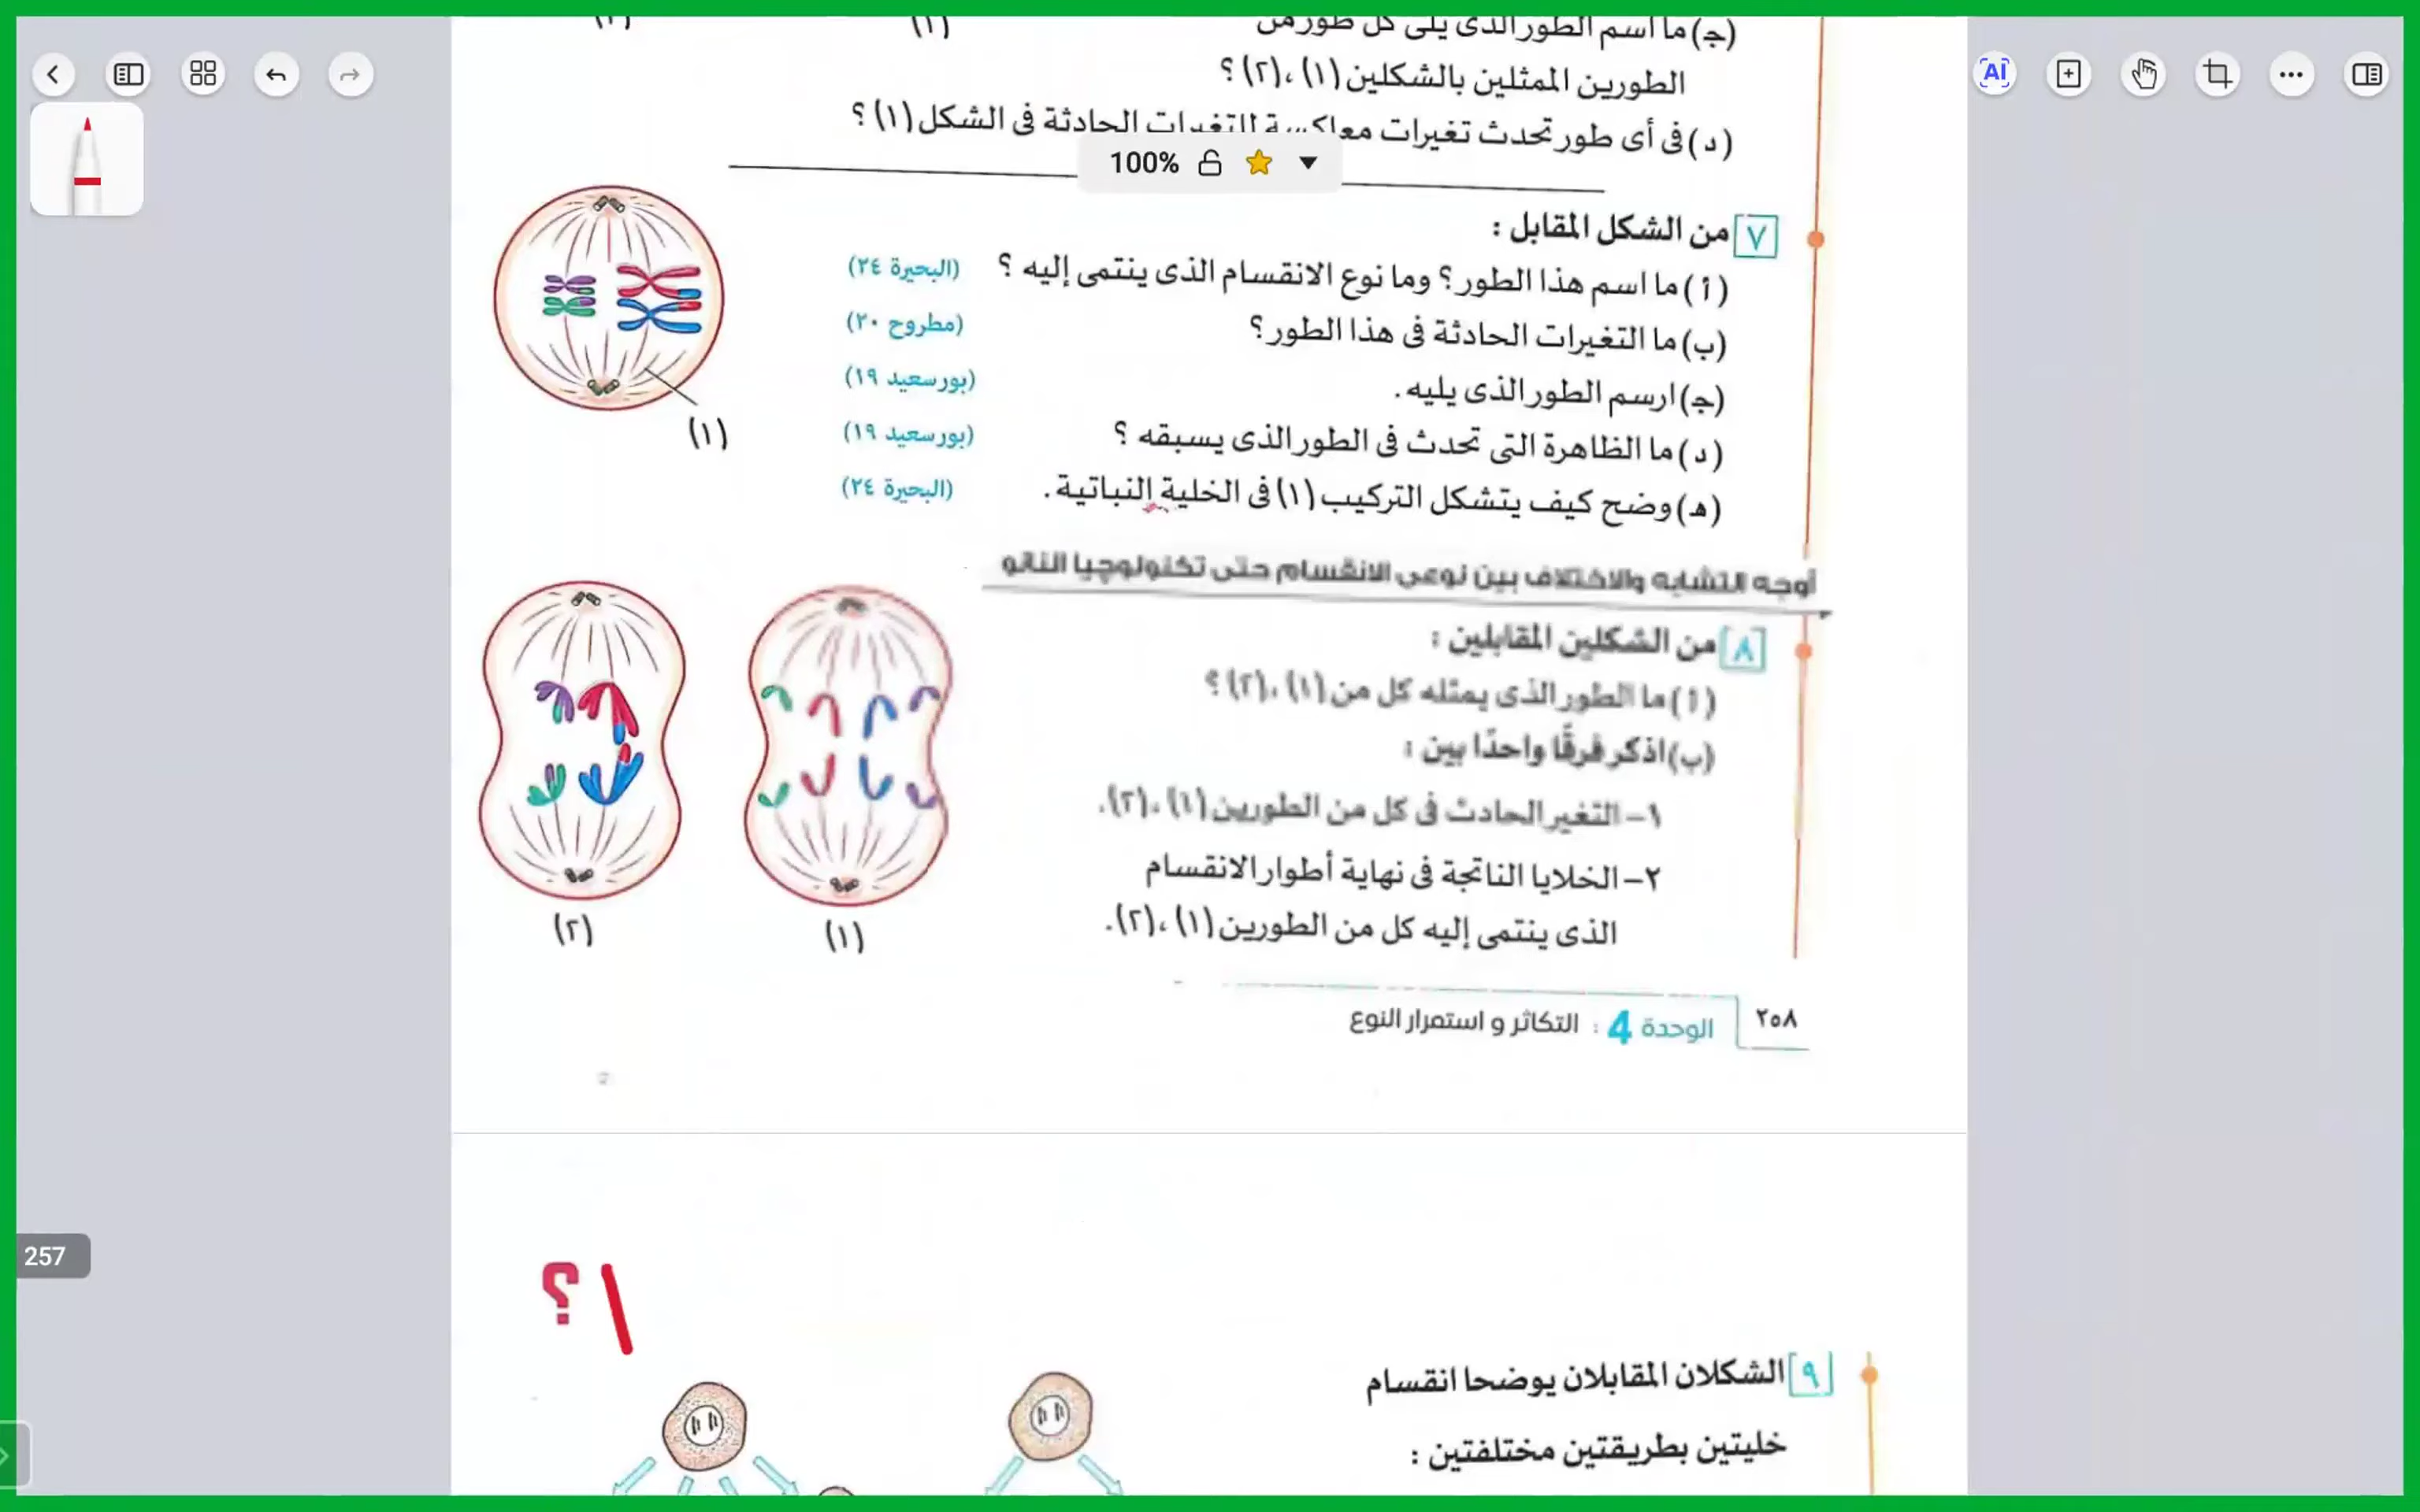 (ج) ما اسم الطور الذى يلى كل طور من
الطورين الممثلين بالشكلين (١)، (٢) ؟
(د) فى أى طور تحدث تغيرات معاكسة للتغيرات الحادثة فى الشكل (١) ؟
100%
AI
٧ من الشكل المقابل :
(أ) ما اسم هذا الطور ؟ وما نوع الانقسام الذى ينتمى إليه ؟ (البحيرة ٢٤)
(ب) ما التغيرات الحادثة فى هذا الطور ؟ (مطروح ٢٠)
(ج) ارسم الطور الذى يليه . (بورسعيد ١٩)
(د) ما الظاهرة التى تحدث فى الطور الذى يسبقه ؟ (بورسعيد ١٩)
(هـ) وضح كيف يتشكل التركيب (١) فى الخلية النباتية . (البحيرة ٢٤)
(١)
أوجه التشابه والاختلاف بين نوعى الانقسام حتى تكنولوجيا النانو
٨ من الشكلين المقابلين :
(أ) ما الطور الذى يمثله كل من (١)، (٢) ؟
(ب) اذكر فرقًا واحدًا بين :
١– التغير الحادث فى كل من الطورين (١)، (٢).
٢– الخلايا الناتجة فى نهاية أطوار الانقسام
الذى ينتمى إليه كل من الطورين (١)، (٢).
(١)
(٢)
٢٥٨ الوحدة 4 : التكاثر و استمرار النوع
257
؟
٩ الشكلان المقابلان يوضحا انقسام
خليتين بطريقتين مختلفتين :